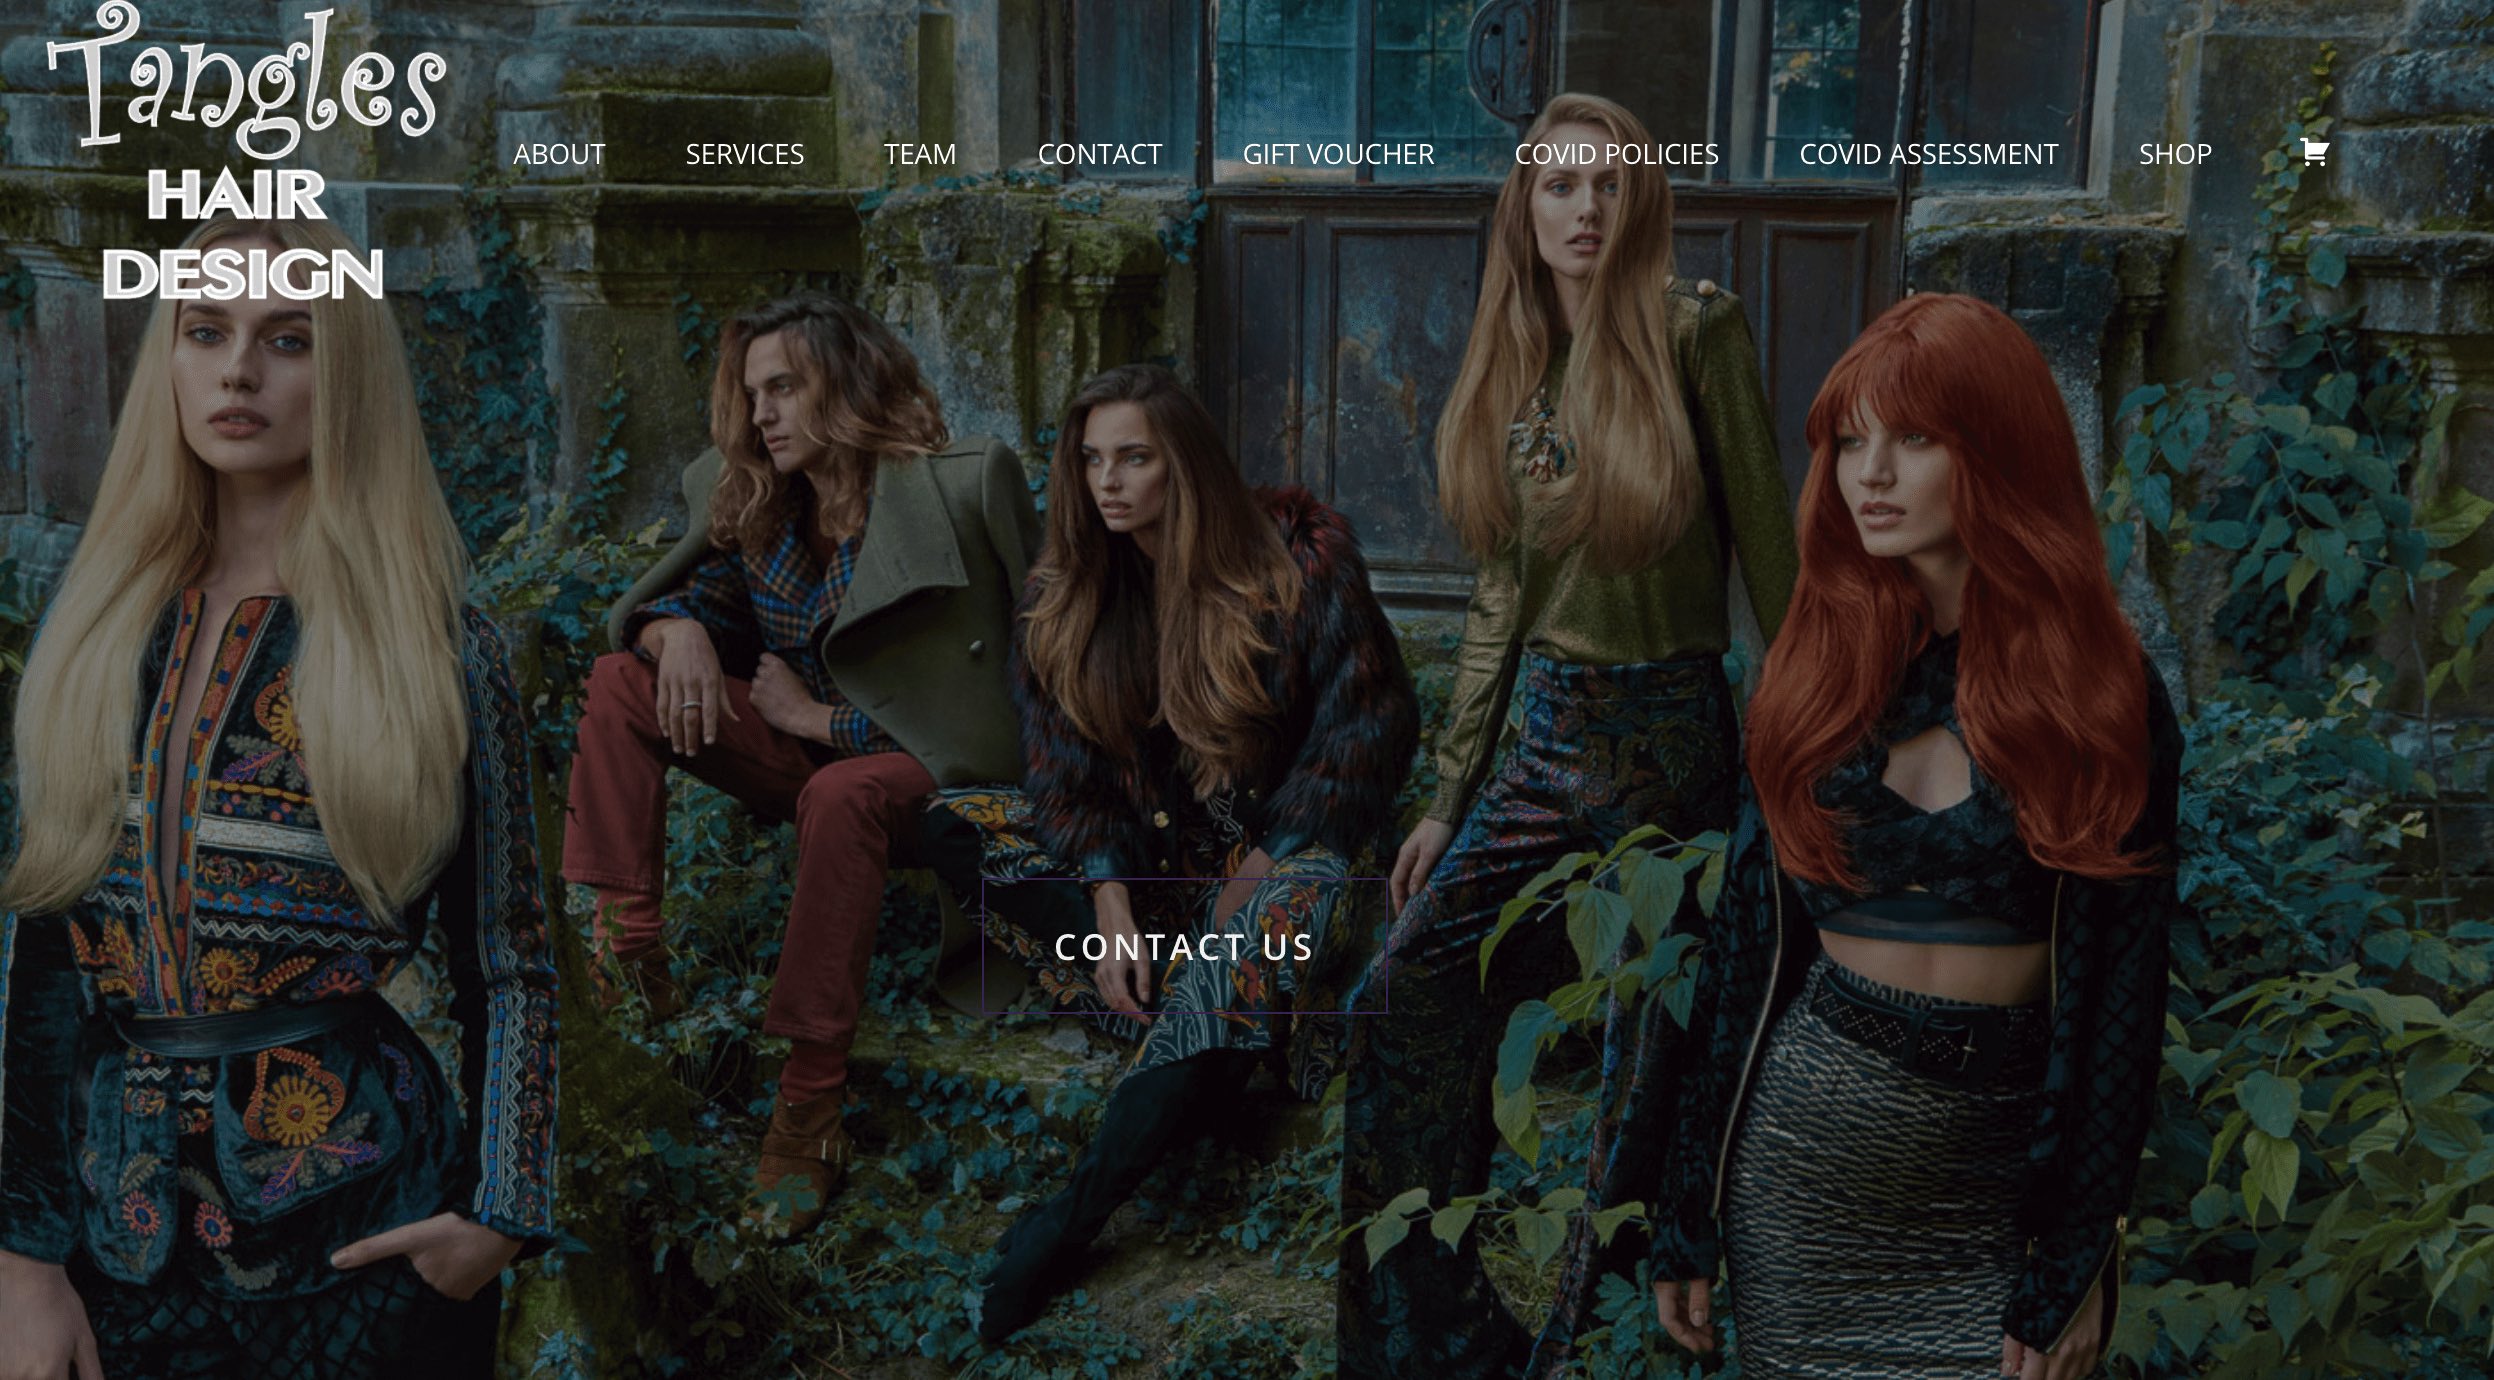 Tangles
HAIR
DESIGN
ABOUT SERVICES TEAM CONTACT GIFT VOUCHER COVID POLICIES COVID ASSESSMENT SHOP
CONTACT US